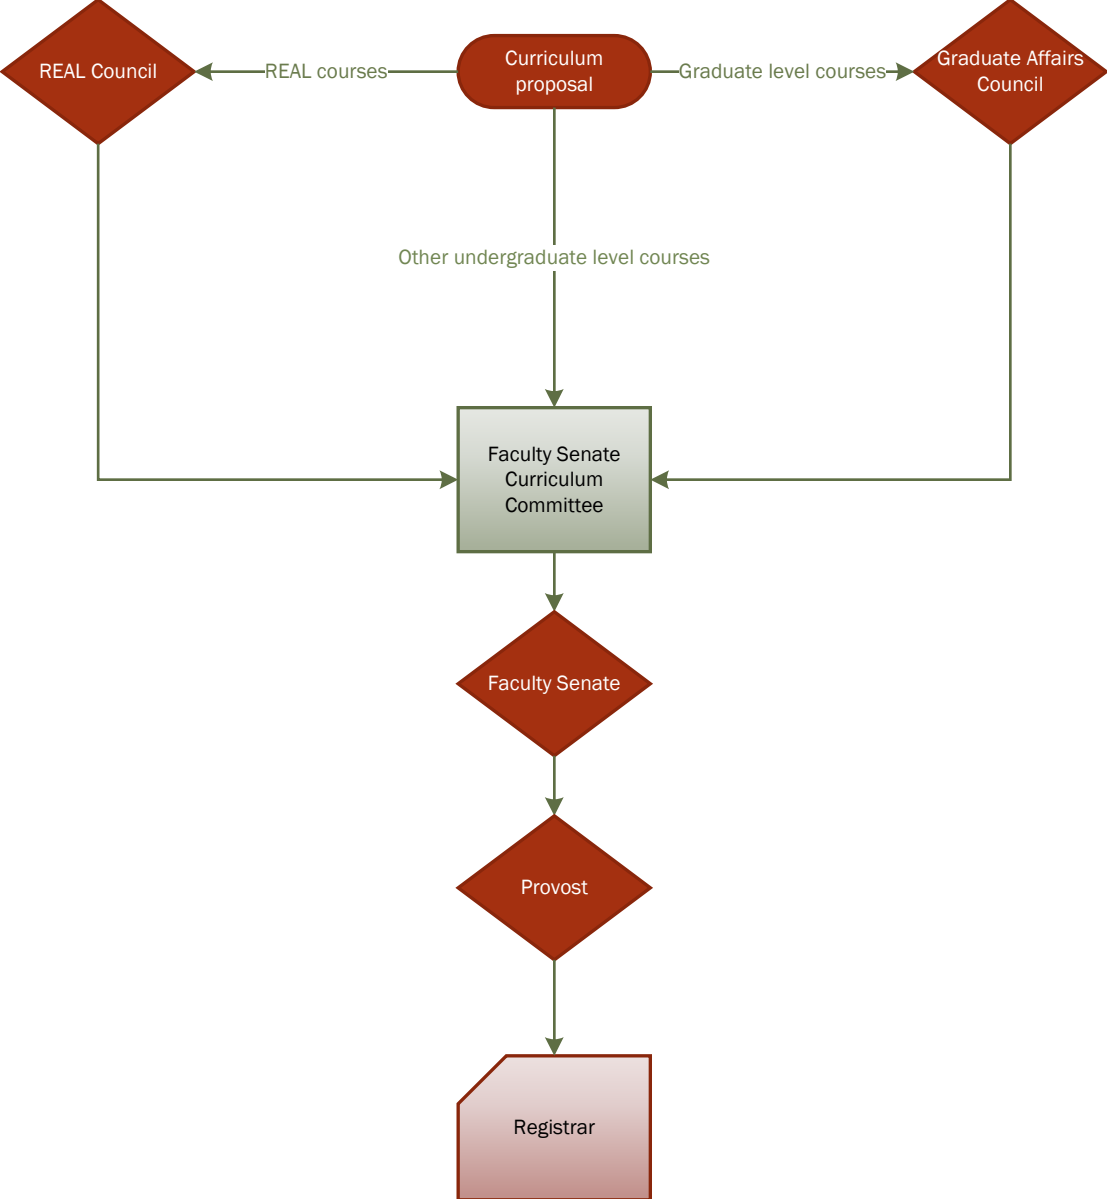 REAL Council
REAL courses
Curriculum
proposal
Graduate level courses
Graduate Affairs
Council
Other undergraduate level courses
Faculty Senate
Curriculum
Committee
Faculty Senate
Provost
Registrar